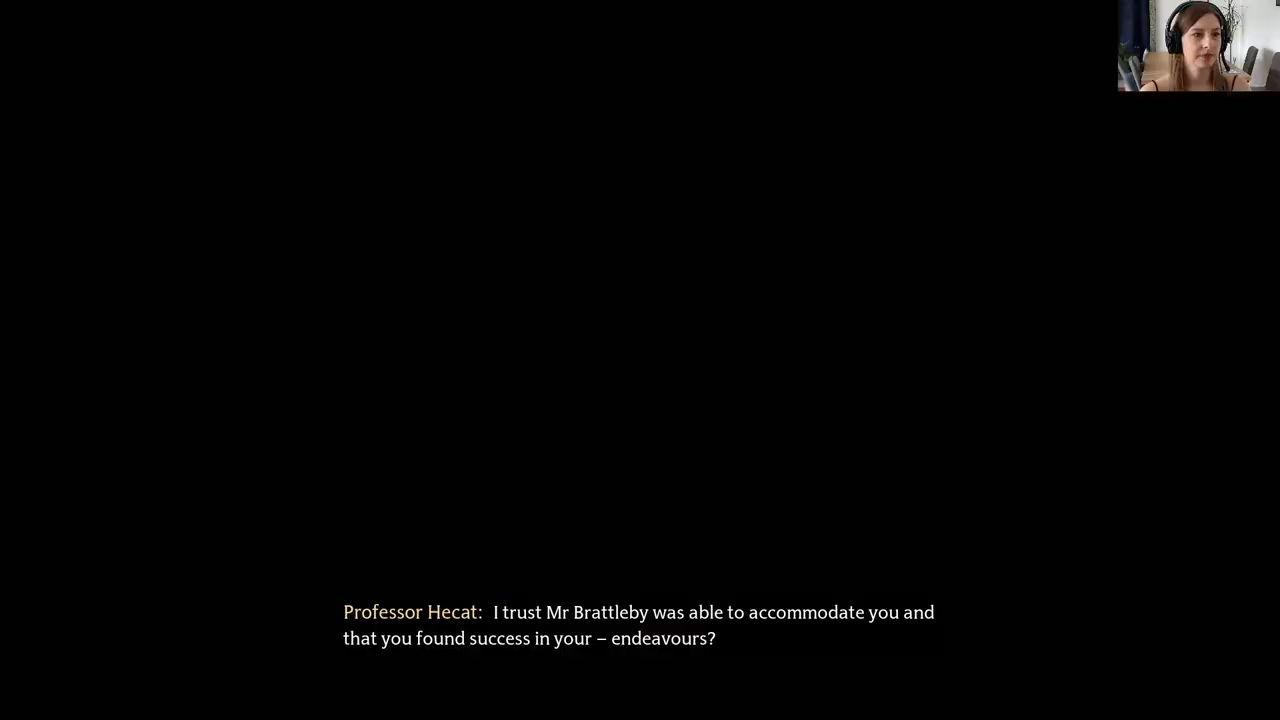 Professor Hecat: I trust Mr Brattleby was able to accommodate you and
that you found success in your – endeavours?